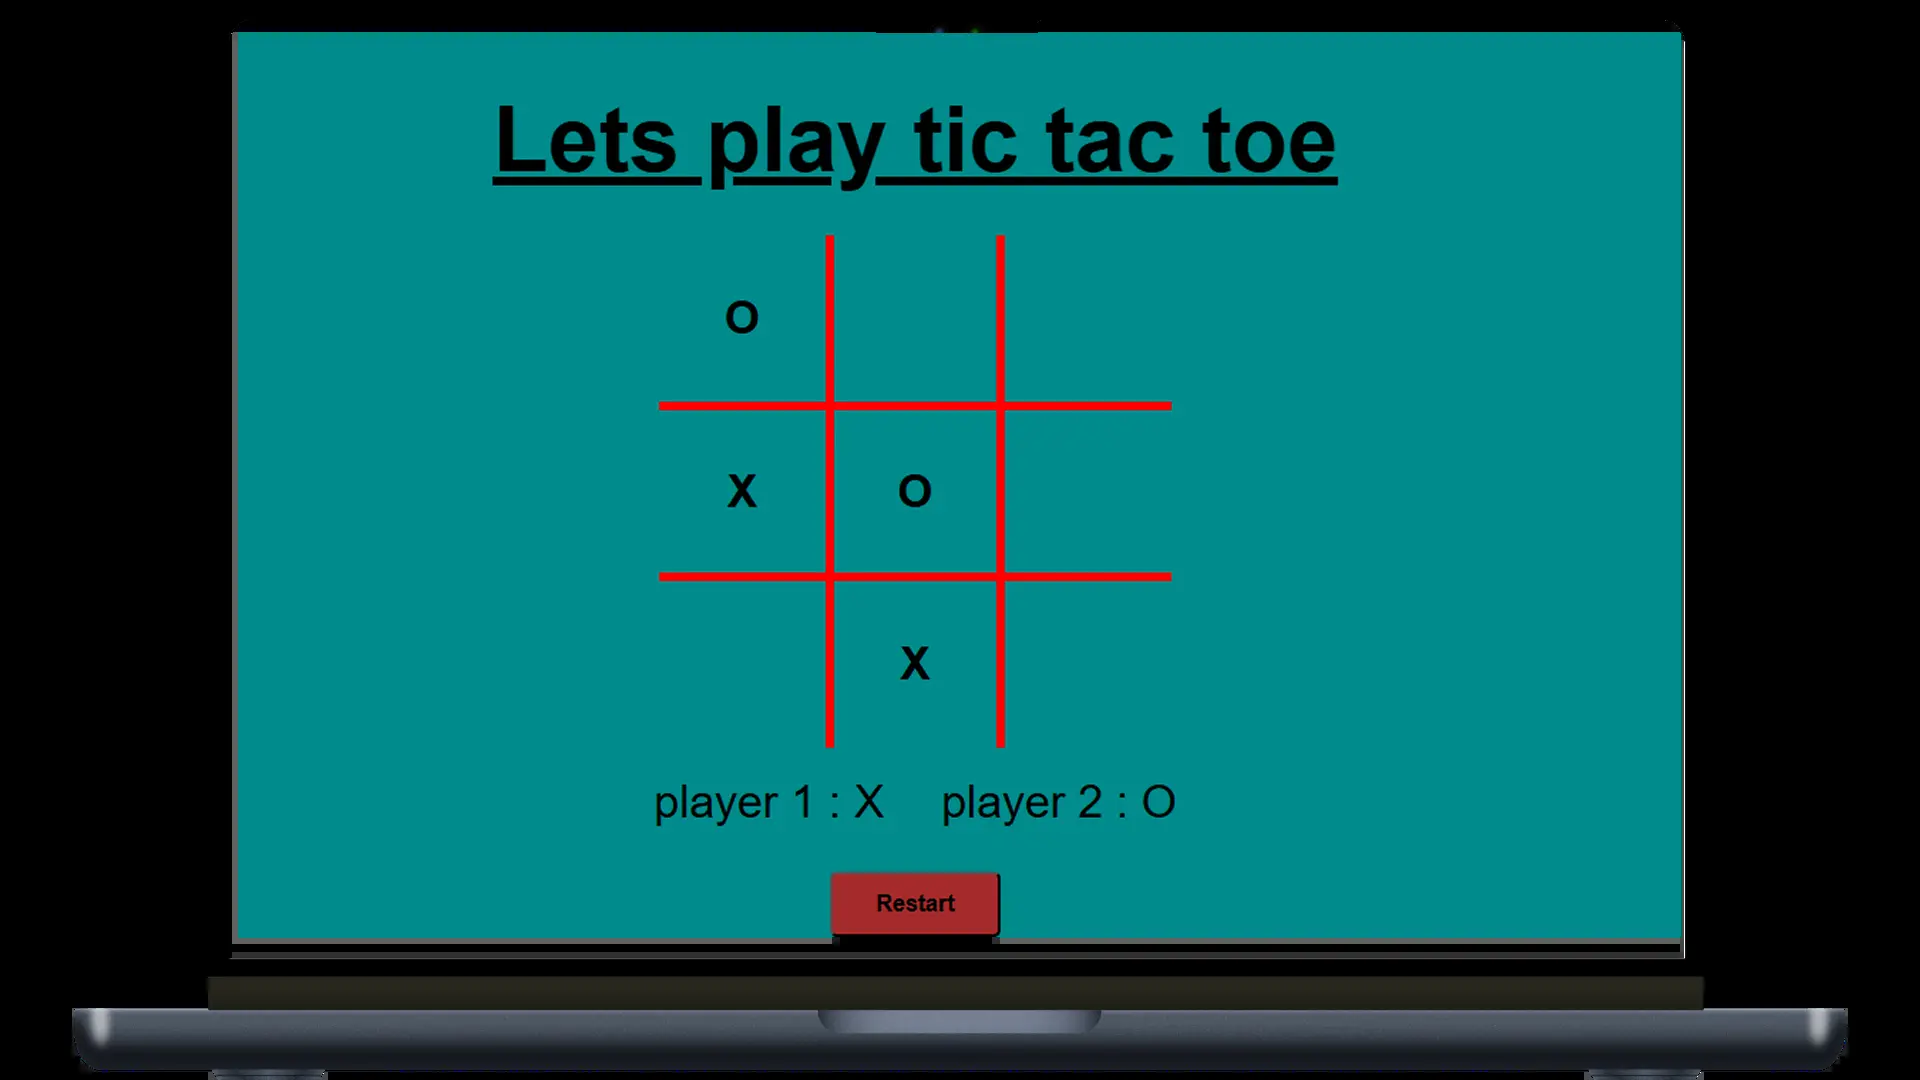 Lets play tic tac toe
O
X O
X
player 1 : X player 2 : O
Restart